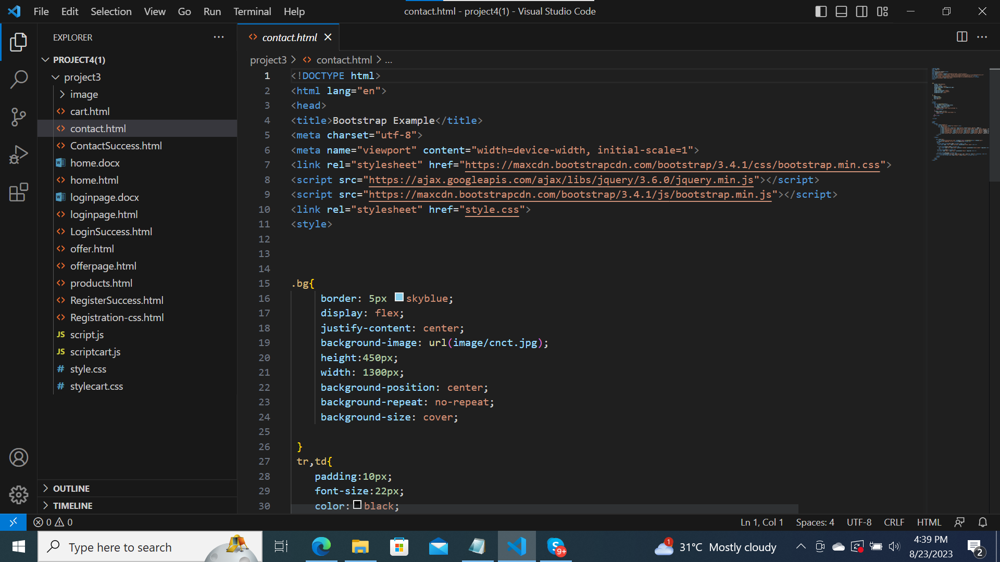 File Edit Selection View Go Run Terminal Help
contact.html - project4(1) - Visual Studio Code
EXPLORER
PROJECT4(1)
project3
image
cart.html
contact.html
ContactSuccess.html
home.docx
home.html
loginpage.docx
loginpage.html
LoginSuccess.html
offer.html
offerpage.html
products.html
RegisterSuccess.html
Registration-css.html
JS script.js
JS scriptcart.js
# style.css
# stylecart.css
OUTLINE
TIMELINE
contact.html
project3 > contact.html > ...
1 <!DOCTYPE html>
2 <html lang="en">
3 <head>
4 <title>Bootstrap Example</title>
5 <meta charset="utf-8">
6 <meta name="viewport" content="width=device-width, initial-scale=1">
7 <link rel="stylesheet" href="https://maxcdn.bootstrapcdn.com/bootstrap/3.4.1/css/bootstrap.min.css">
8 <script src="https://ajax.googleapis.com/ajax/libs/jquery/3.6.0/jquery.min.js"></script>
9 <script src="https://maxcdn.bootstrapcdn.com/bootstrap/3.4.1/js/bootstrap.min.js"></script>
10 <link rel="stylesheet" href="style.css">
11 <style>
12
13
14
15 .bg{
16 border: 5px skyblue;
17 display: flex;
18 justify-content: center;
19 background-image: url(image/cnct.jpg);
20 height:450px;
21 width: 1300px;
22 background-position: center;
23 background-repeat: no-repeat;
24 background-size: cover;
25
26 }
27 tr,td{
28 padding:10px;
29 font-size:22px;
30 color: black;
0 0
Ln 1, Col 1 Spaces: 4 UTF-8 CRLF HTML
Type here to search
9+
1
31°C Mostly cloudy
4:39 PM
8/23/2023
2